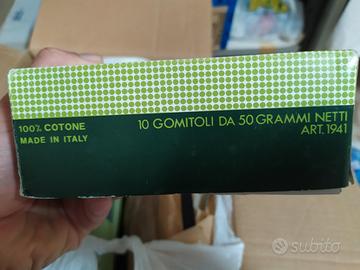 100% COTONE
MADE IN ITALY
10 GOMITOLI DA 50 GRAMMI NETTI
ART. 1941
subito